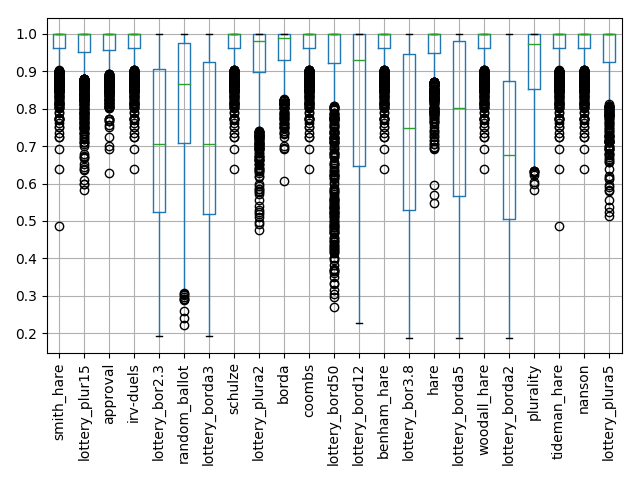 1.0
0.9
0.8
0.7
0.6
0.5
0.4
0.3
0.2
smith_hare
lottery_plur15
approval
irv-duels
lottery_bor2.3
random_ballot
lottery_borda3
schulze
lottery_plura2
borda
coombs
lottery_bord50
lottery_bord12
benham_hare
lottery_bor3.8
hare
lottery_borda5
woodall_hare
lottery_borda2
plurality
tideman_hare
nanson
lottery_plura5